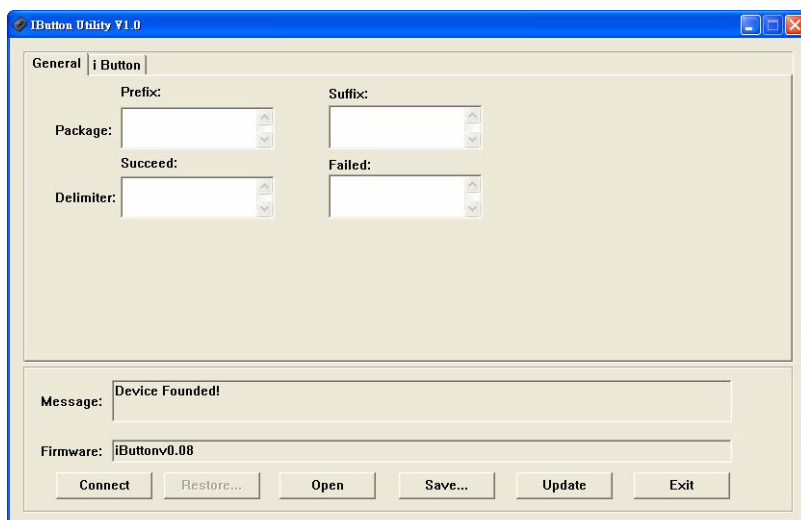 IButton Utility V1.0
General i Button
Prefix: Suffix:
Package:
Succeed: Failed:
Delimiter:
Message: Device Founded!
Firmware: iButtonv0.08
Connect Restore... Open Save... Update Exit